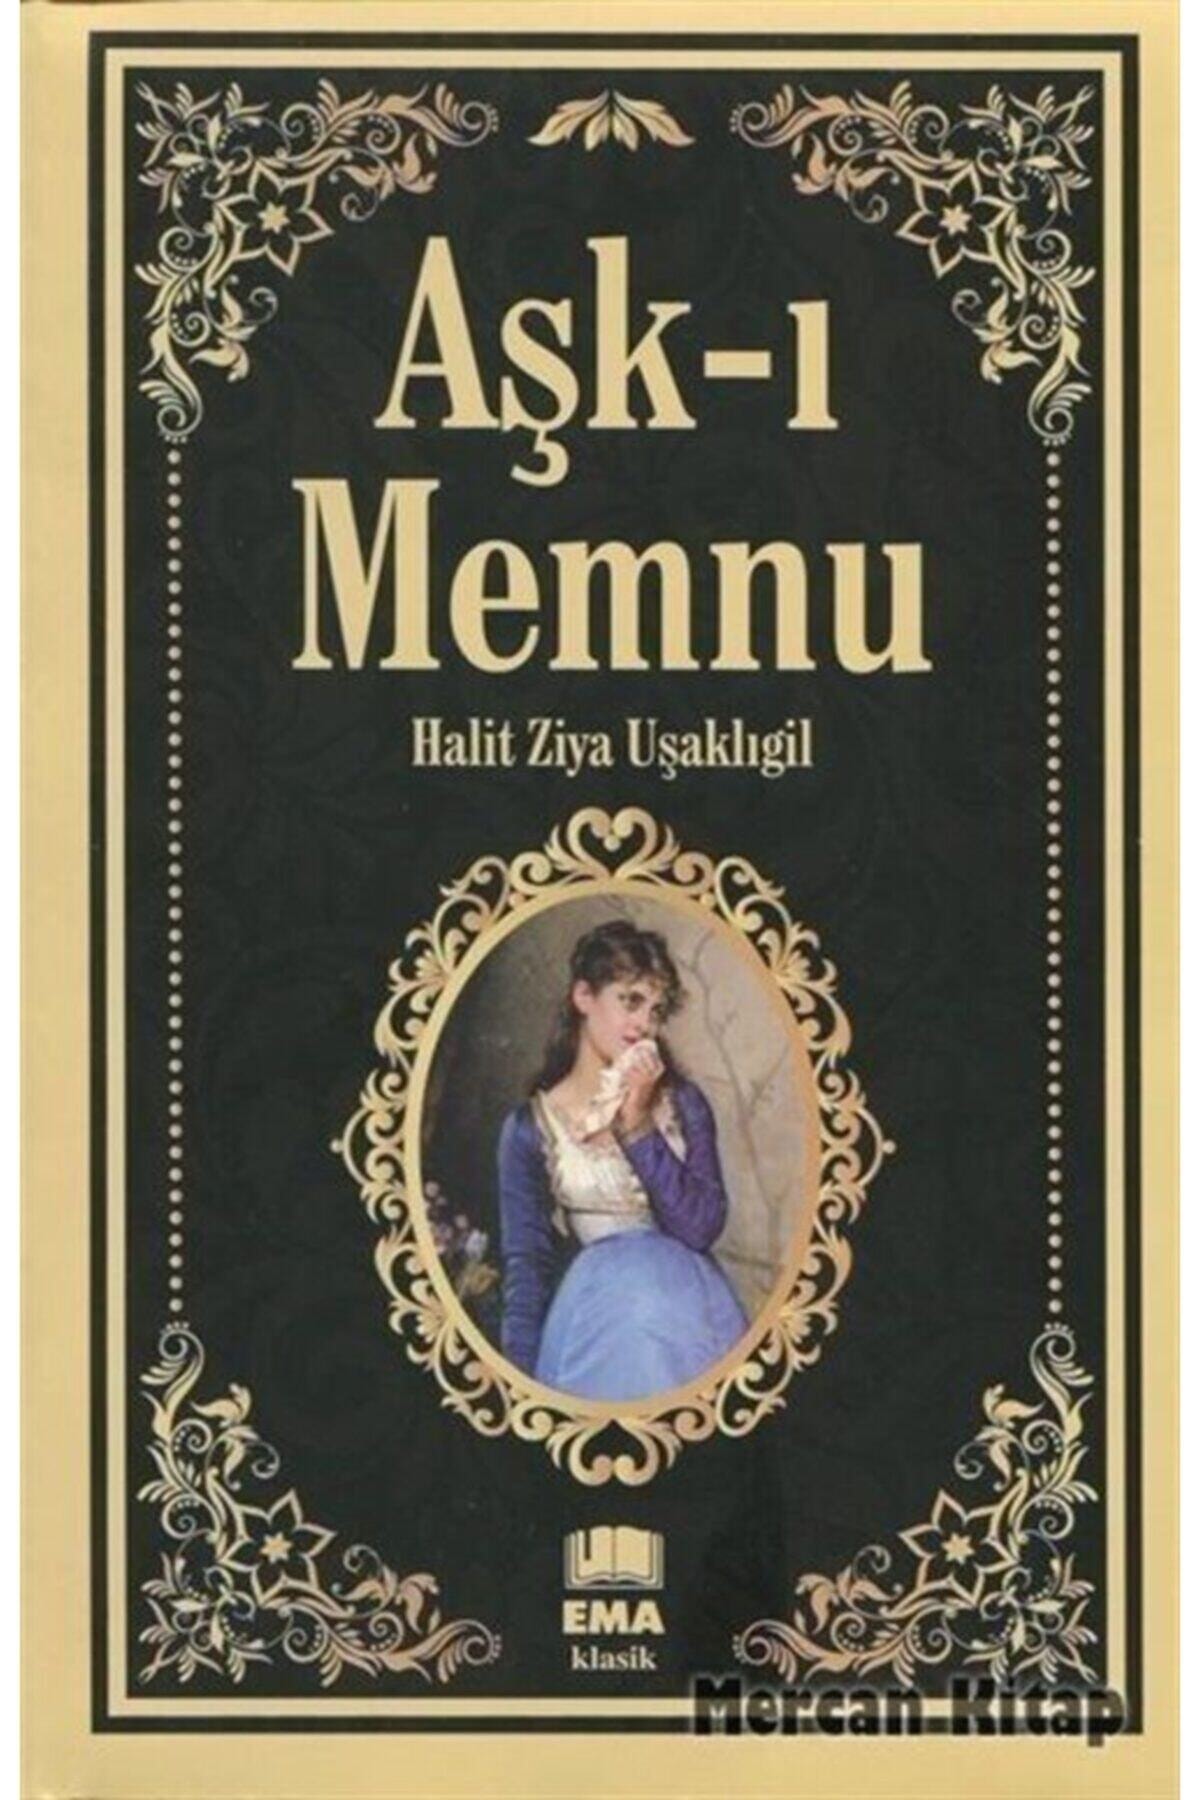 Aşk-ı
Memnu
Halit Ziya Uşaklıgil
EMA
klasik
Mercan Kitap